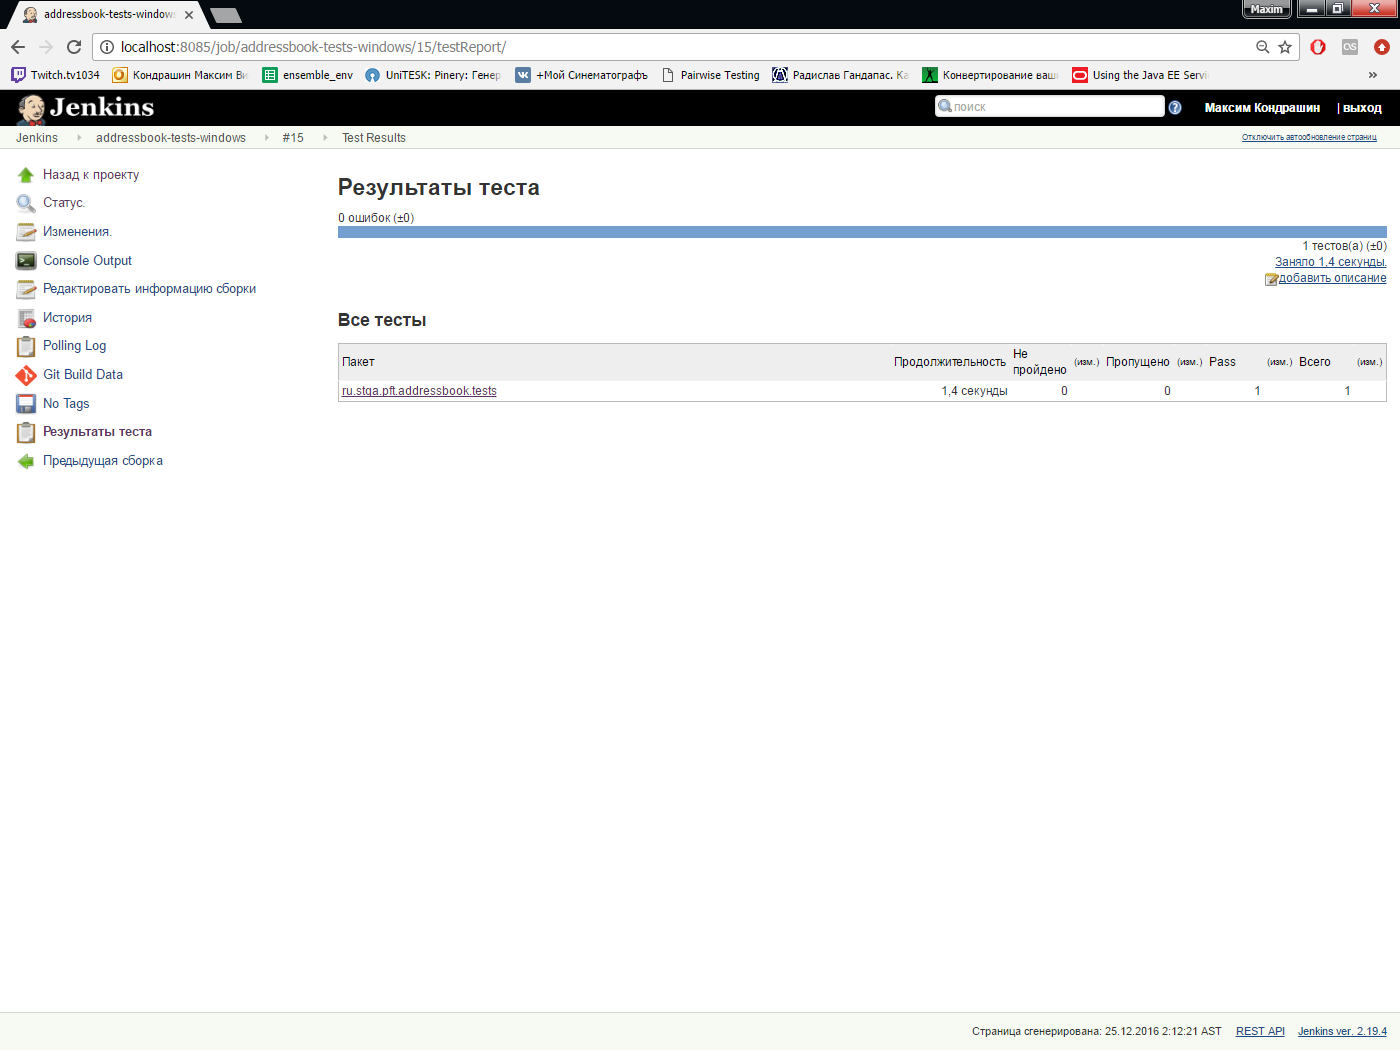 addressbook-tests-windows
Maxim
localhost:8085/job/addressbook-tests-windows/15/testReport/
Twitch.tv1034
Кондрашин Максим Ви
ensemble_env
UniTESK: Pinery: Генер
+Мой Синематографъ
Pairwise Testing
Радислав Гандапас. Ка
Конвертирование ваш
Using the Java EE Servi
»
Jenkins
поиск
Максим Кондрашин
| выход
Jenkins
addressbook-tests-windows
#15
Test Results
Отключить автообновление страниц
Назад к проекту
Статус.
Изменения.
Console Output
Редактировать информацию сборки
История
Polling Log
Git Build Data
No Tags
Результаты теста
Предыдущая сборка
Результаты теста
0 ошибок (±0)
1 тестов(а) (±0)
Заняло 1,4 секунды.
добавить описание
Все тесты
Пакет Продолжительность Не пройдено (изм.) Пропущено (изм.) Pass (изм.) Всего (изм.)
ru.stqa.pft.addressbook.tests 1,4 секунды 0 0 1 1
Страница сгенерирована: 25.12.2016 2:12:21 AST REST API Jenkins ver. 2.19.4